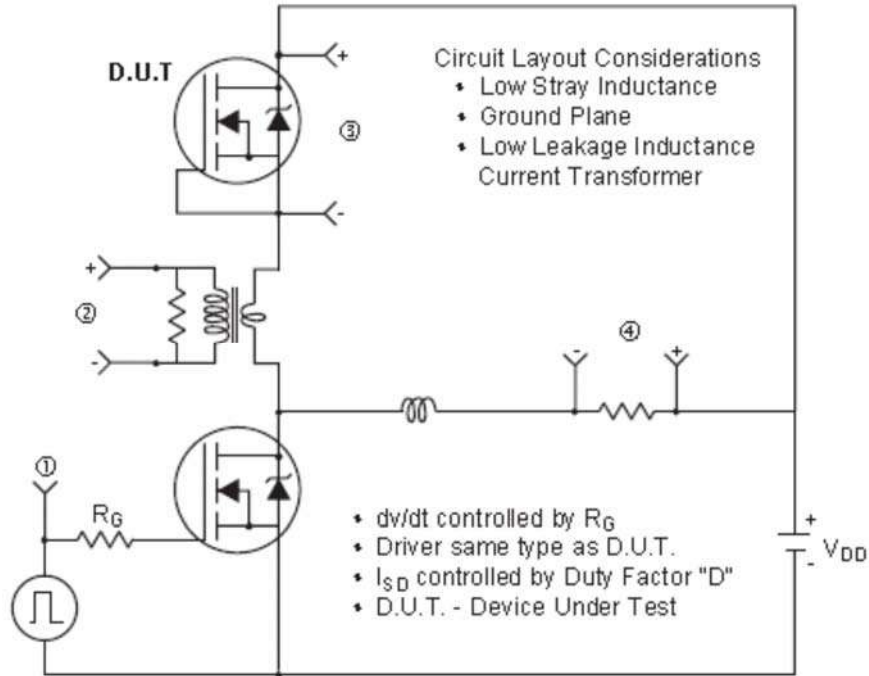 D.U.T
+
③
-
Circuit Layout Considerations
• Low Stray Inductance
• Ground Plane
• Low Leakage Inductance
Current Transformer
+
②
-
④
- +
①
RG
• dv/dt controlled by RG
• Driver same type as D.U.T.
• ISD controlled by Duty Factor "D"
• D.U.T. - Device Under Test
+
VDD
-